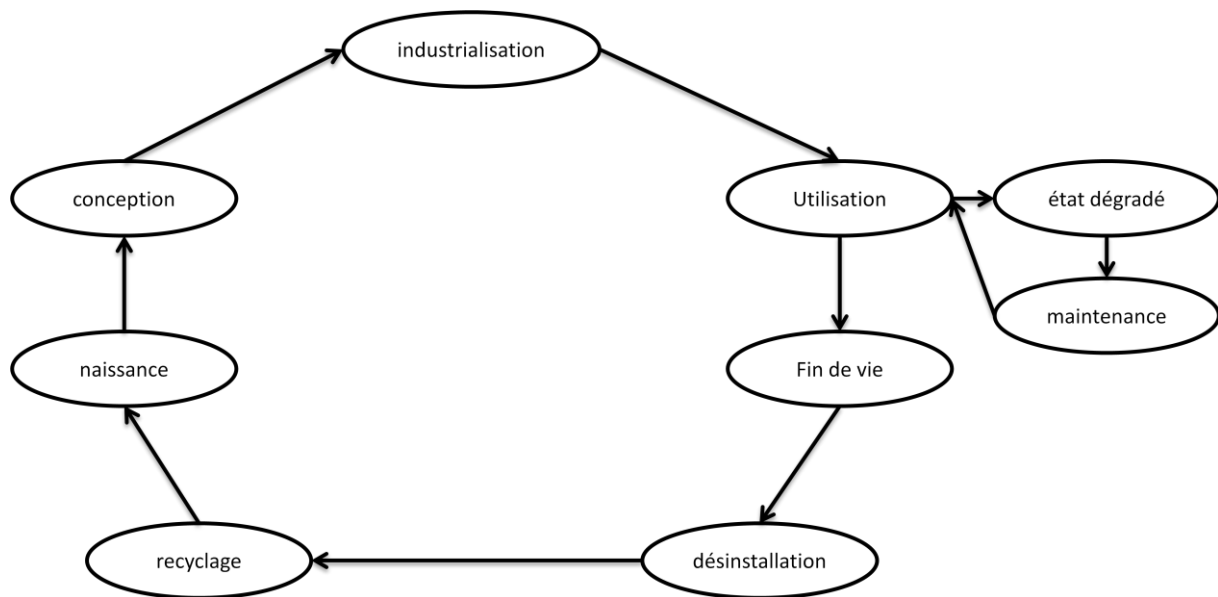 industrialisation
conception
Utilisation
état dégradé
maintenance
naissance
Fin de vie
recyclage
désinstallation